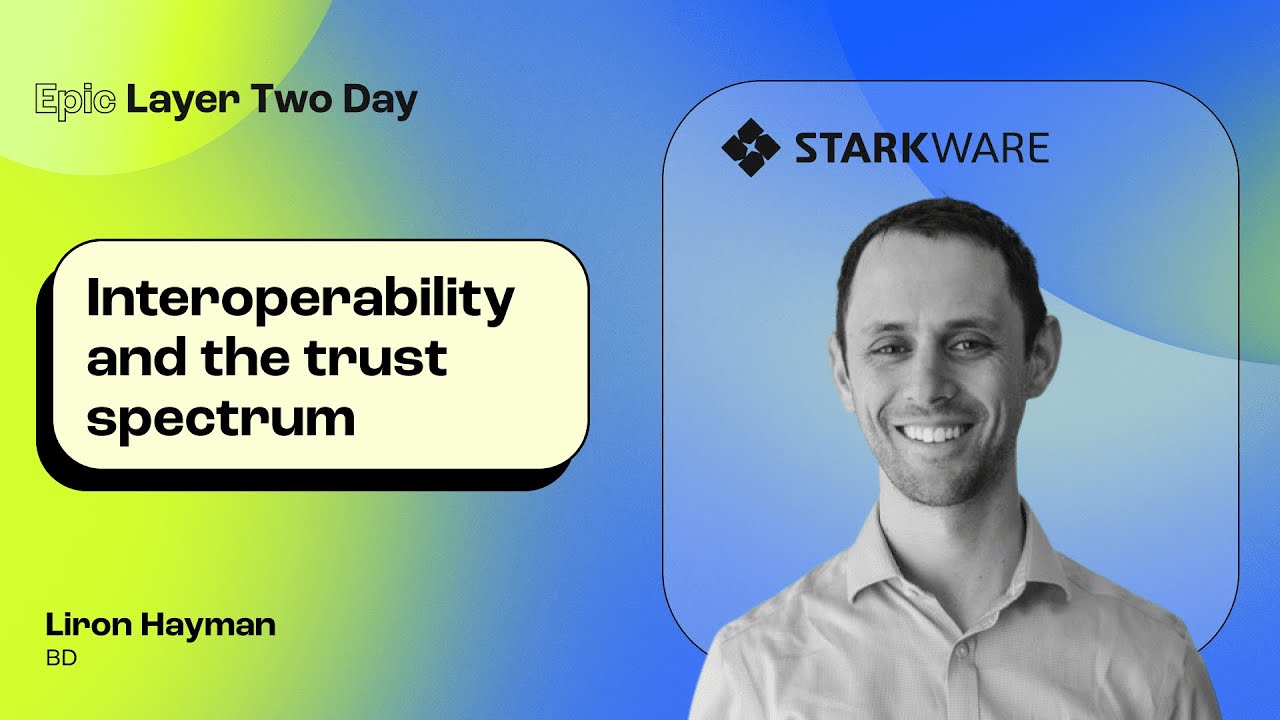 Epic Layer Two Day
STARKWARE
Interoperability
and the trust
spectrum
Liron Hayman
BD